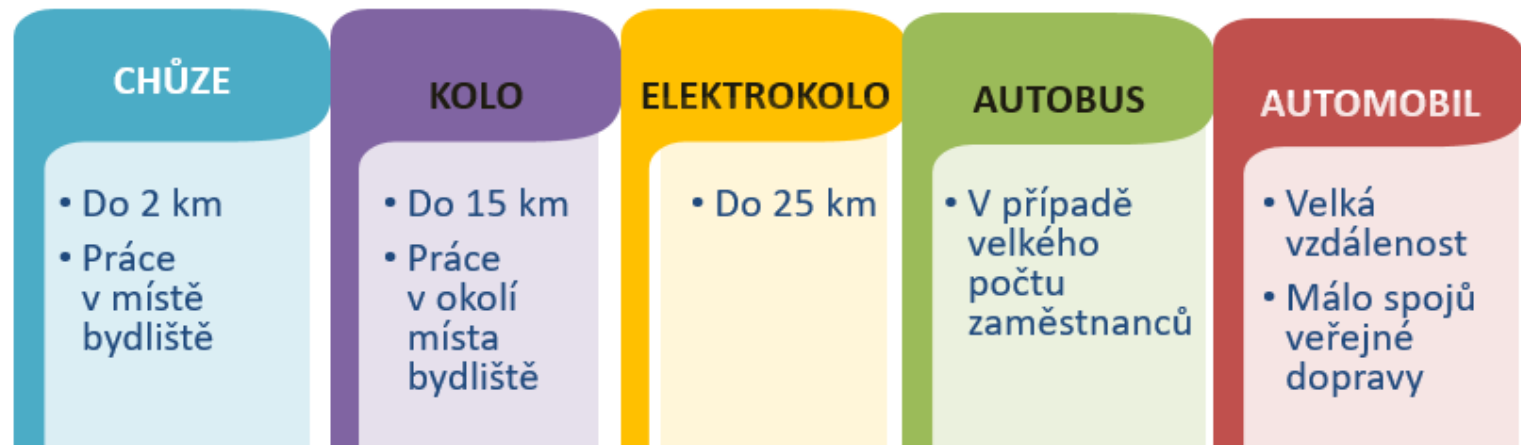 CHŮZE
• Do 2 km
• Práce
v místě
bydliště
KOLO
• Do 15 km
• Práce
v okolí
místa
bydliště
ELEKTROKOLO
• Do 25 km
AUTOBUS
• V případě
velkého
počtu
zaměstnanců
AUTOMOBIL
• Velká
vzdálenost
• Málo spojů
veřejné
dopravy